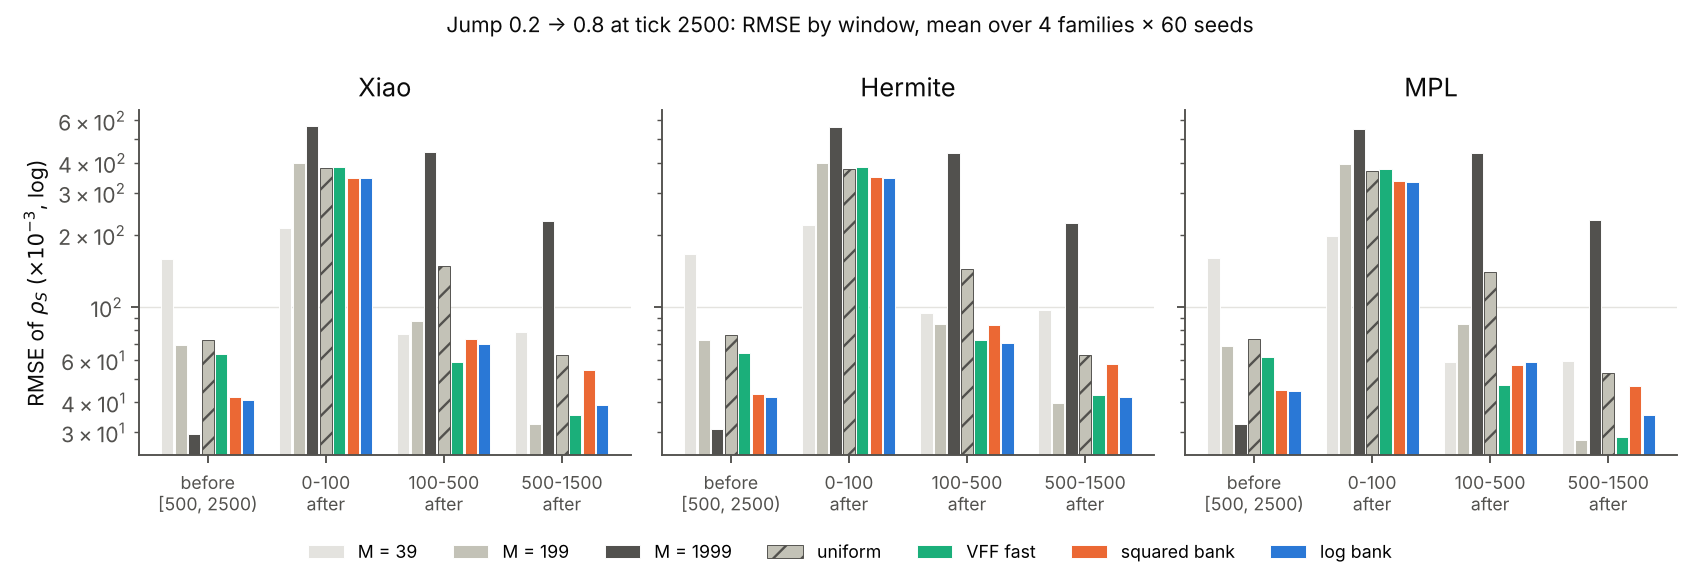 Jump 0.2 → 0.8 at tick 2500: RMSE by window, mean over 4 families × 60 seeds
Xiao
Hermite
MPL
RMSE of ρ_S (×10⁻³, log)
6 × 10²
4 × 10²
3 × 10²
2 × 10²
10²
6 × 10¹
4 × 10¹
3 × 10¹
before
[500, 2500)
0-100
after
100-500
after
500-1500
after
before
[500, 2500)
0-100
after
100-500
after
500-1500
after
before
[500, 2500)
0-100
after
100-500
after
500-1500
after
M = 39
M = 199
M = 1999
uniform
VFF fast
squared bank
log bank